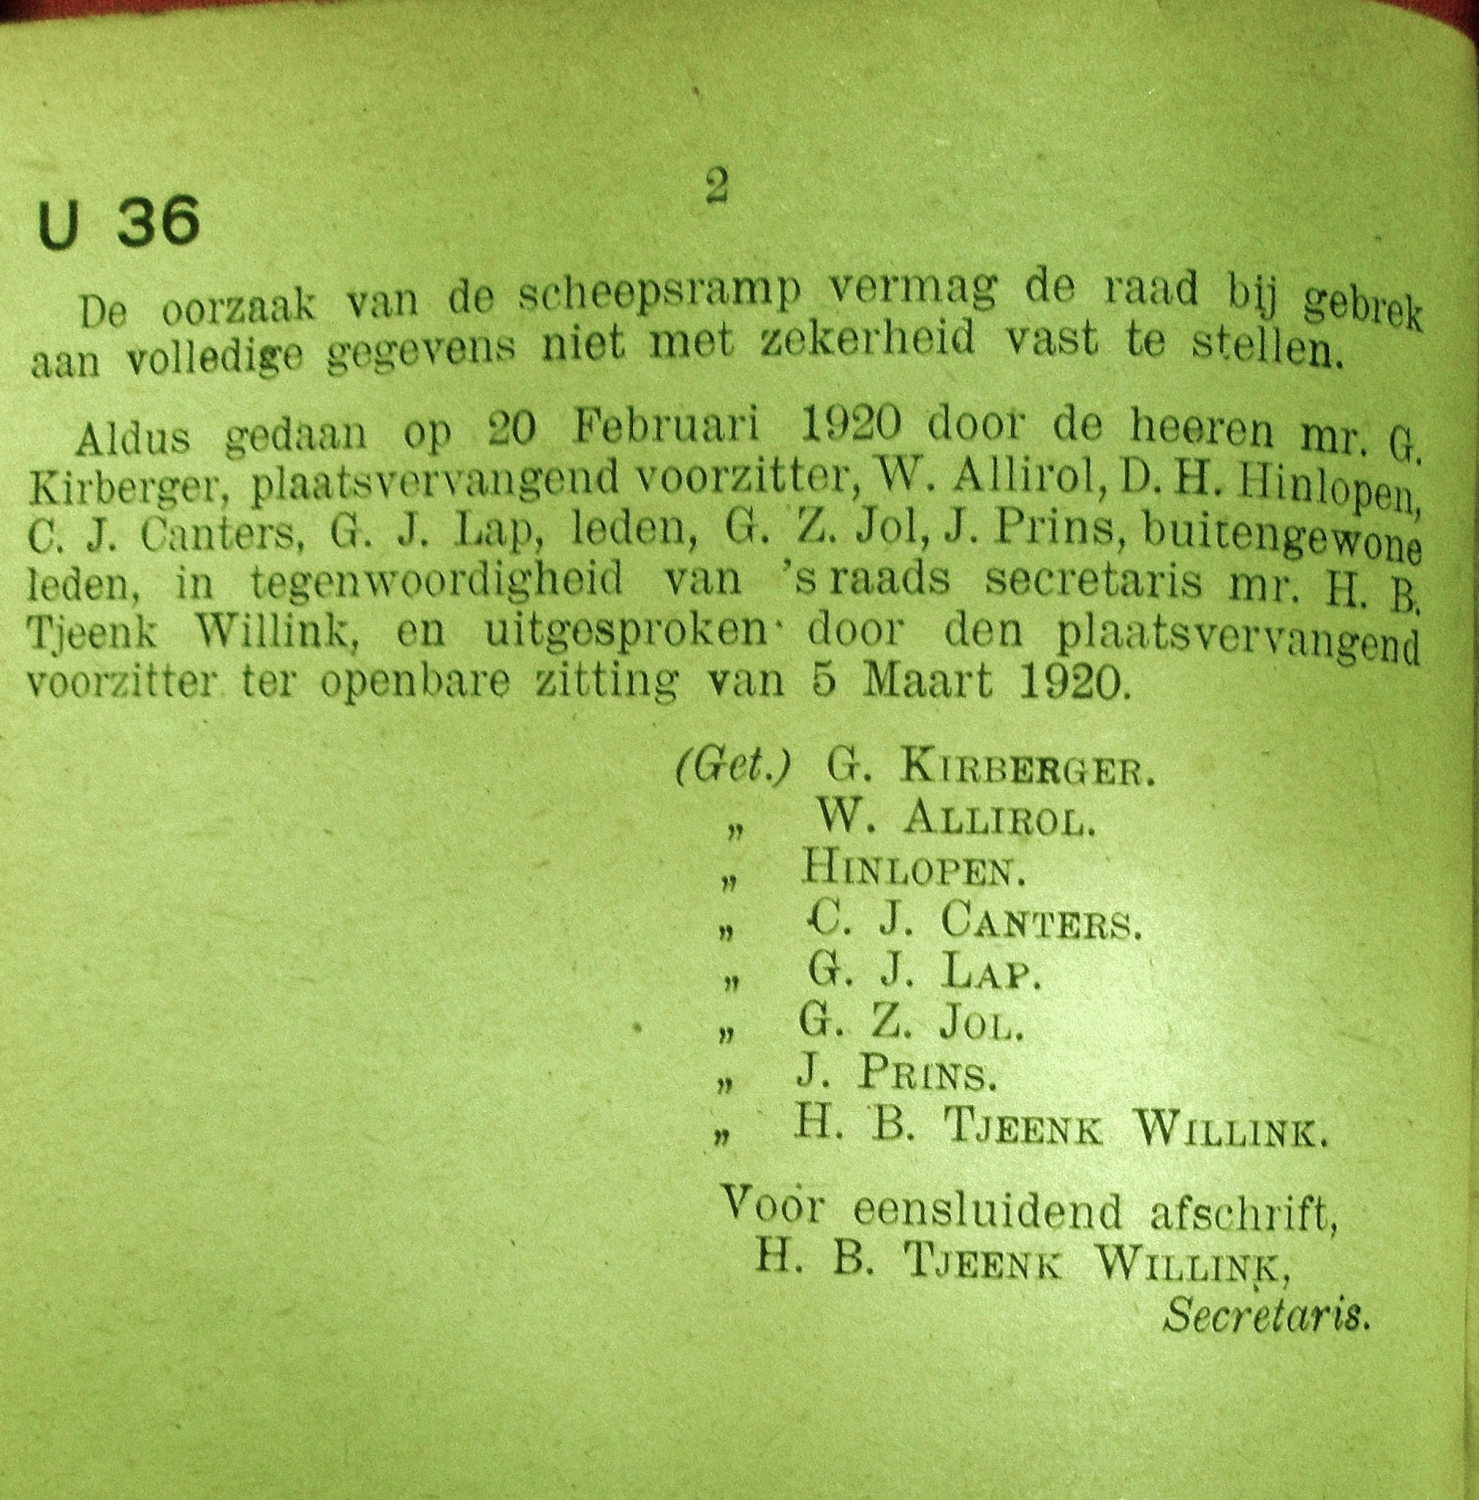 2
U 36
De oorzaak van de scheepsramp vermag de raad bij gebrek
aan volledige gegevens niet met zekerheid vast te stellen.
Aldus gedaan op 20 Februari 1920 door de heeren mr. G.
Kirberger, plaatsvervangend voorzitter, W. Allirol, D. H. Hinlopen,
C. J. Canters, G. J. Lap, leden, G. Z. Jol, J. Prins, buitengewone
leden, in tegenwoordigheid van 's raads secretaris mr. H. B.
Tjeenk Willink, en uitgesproken door den plaatsvervangend
voorzitter ter openbare zitting van 5 Maart 1920.
(Get.) G. KIRBERGER.
„ W. ALLIROL.
„ HINLOPEN.
„ C. J. CANTERS.
„ G. J. LAP.
„ G. Z. JOL.
„ J. PRINS.
„ H. B. TJEENK WILLINK.
Voor eensluidend afschrift,
H. B. TJEENK WILLINK,
Secretaris.